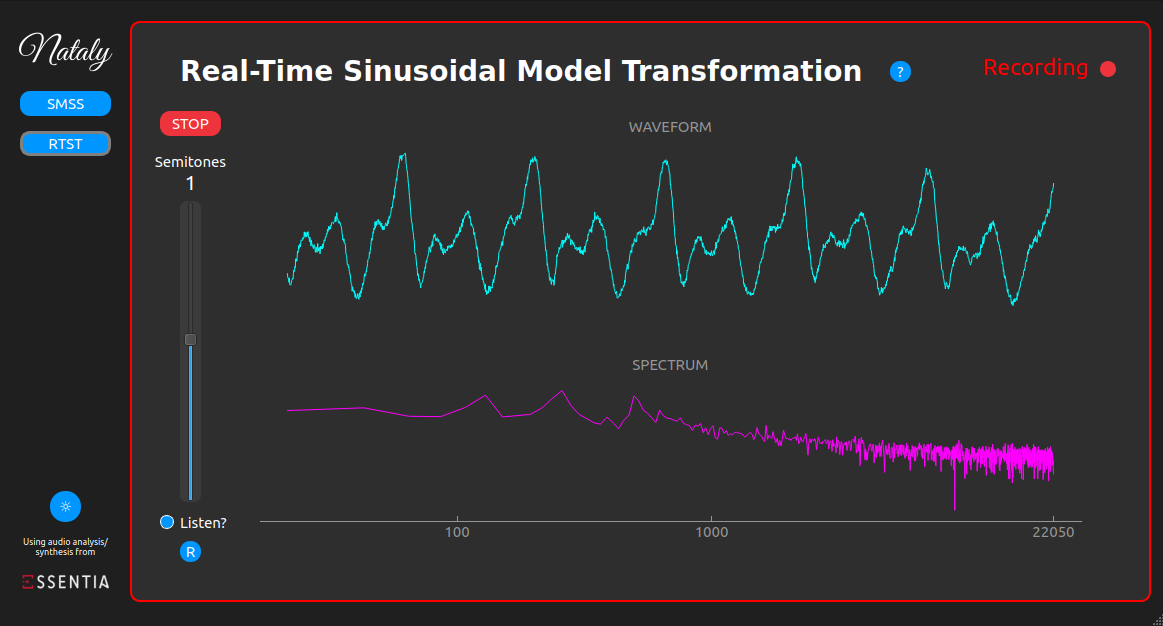 Nataly
SMSS
RTST
Using audio analysis/
synthesis from
ESSENTIA
Real-Time Sinusoidal Model Transformation
?
Recording
STOP
Semitones
1
Listen?
R
WAVEFORM
SPECTRUM
100
1000
22050